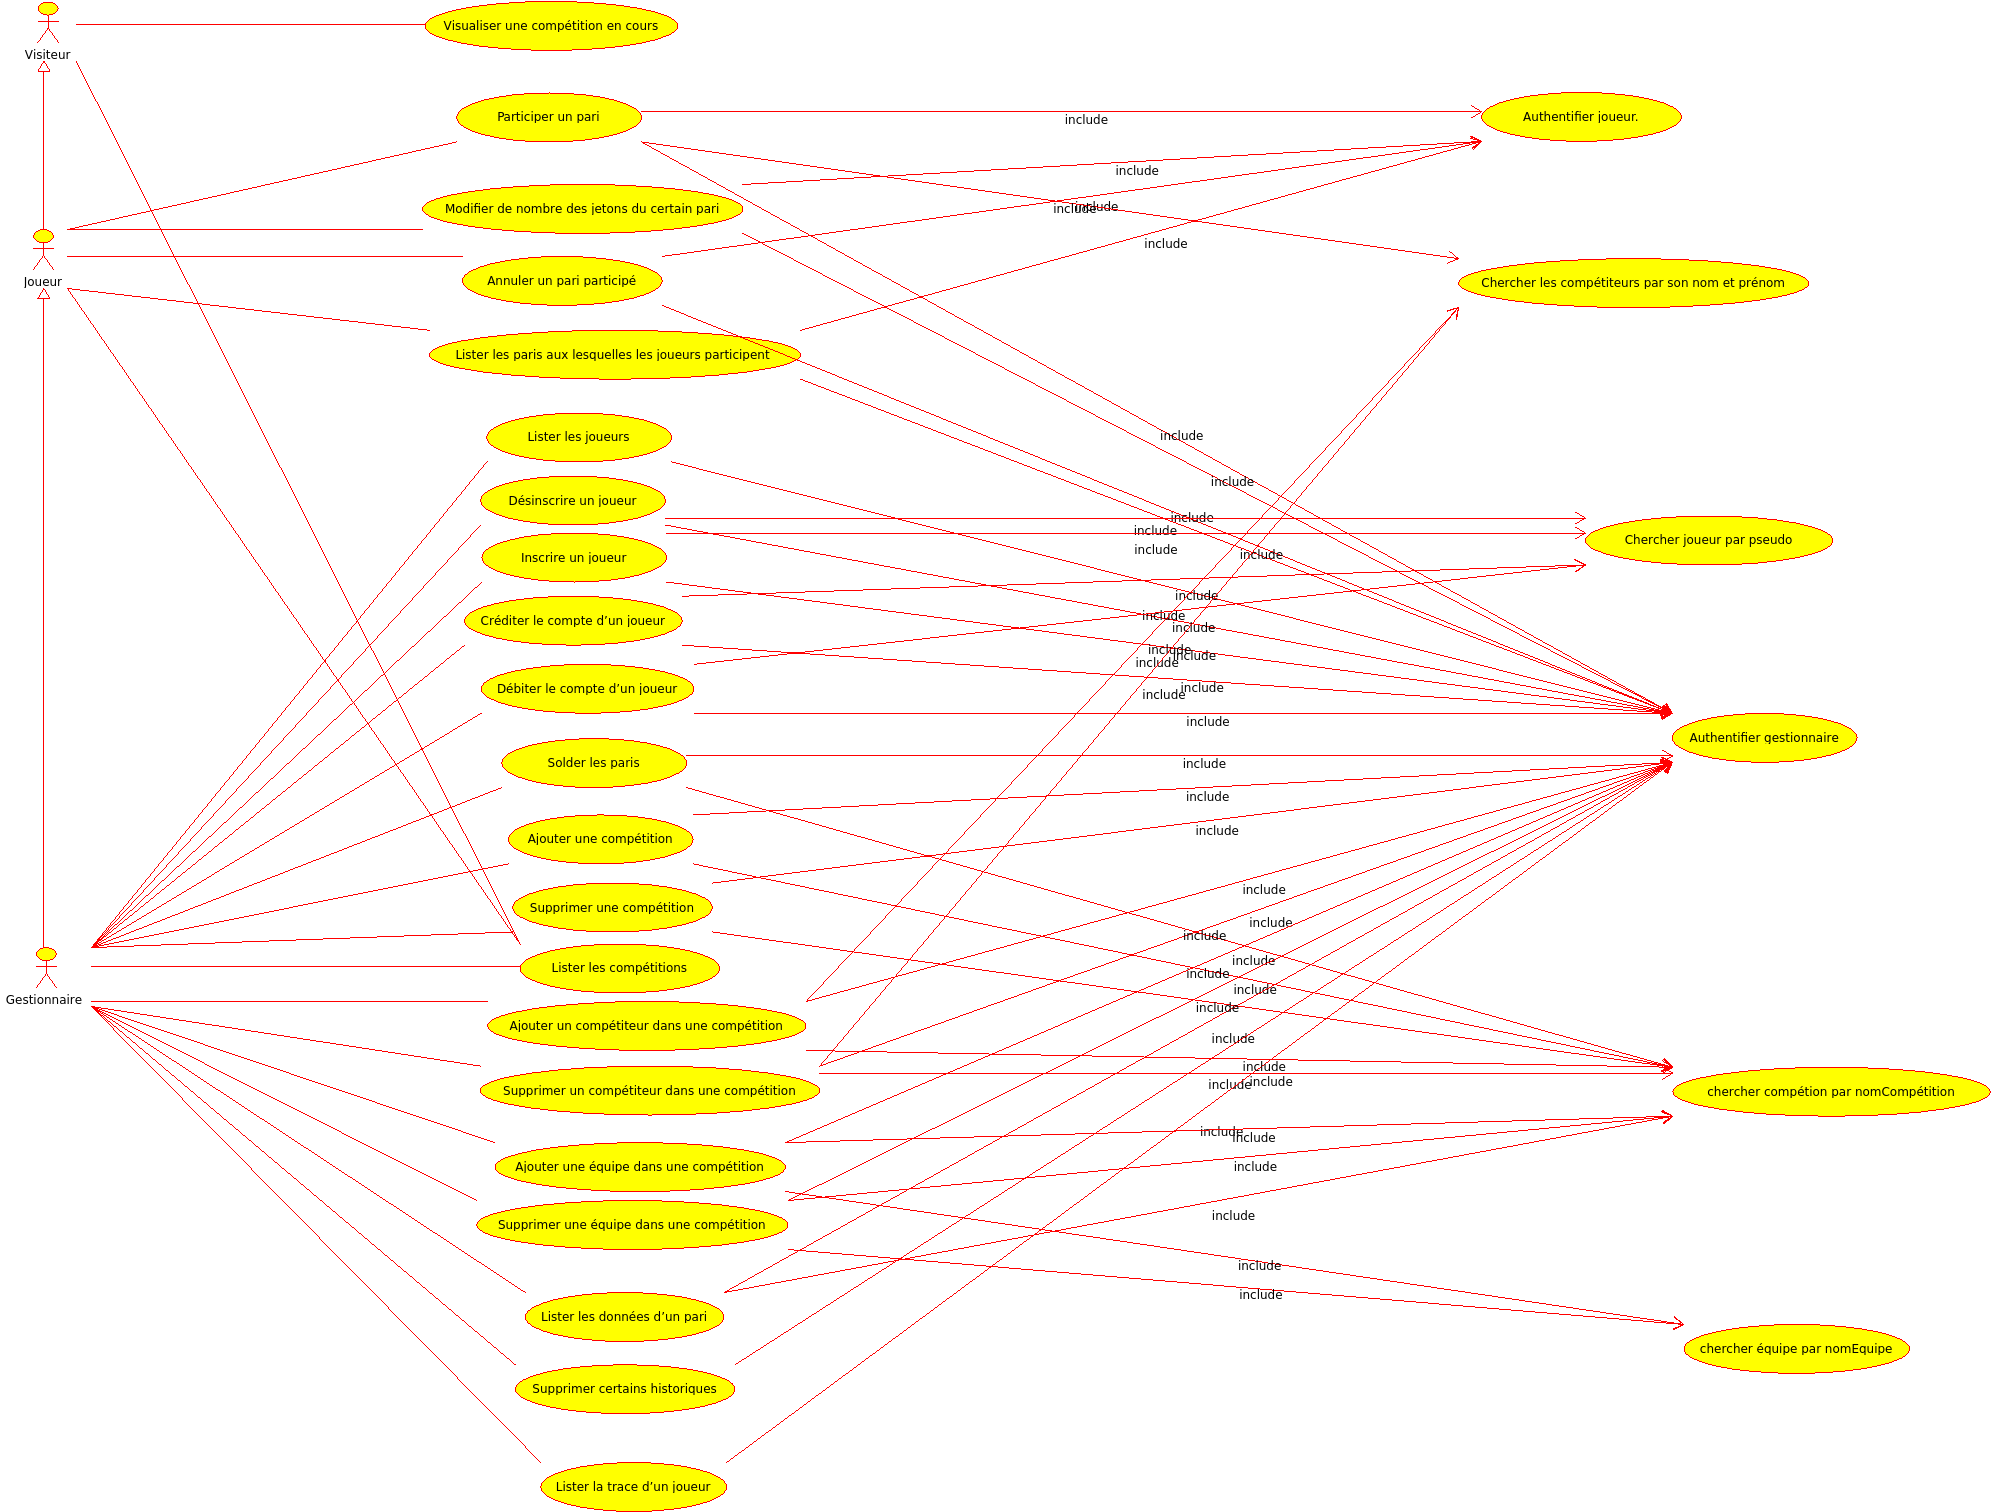 Visualiser une compétition en cours
Visiteur
Participer un pari
include
Authentifier joueur.
include
Modifier de nombre des jetons du certain pari
include
include
include
Joueur
Annuler un pari participé
Chercher les compétiteurs par son nom et prénom
Lister les paris aux lesquelles les joueurs participent
Lister les joueurs
include
include
Désinscrire un joueur
include
include
include
include
Chercher joueur par pseudo
Inscrire un joueur
include
Créditer le compte d’un joueur
include
include
include
include
include
Débiter le compte d’un joueur
include
include
include
Authentifier gestionnaire
Solder les paris
include
include
Ajouter une compétition
include
include
Supprimer une compétition
include
include
include
Lister les compétitions
include
include
Gestionnaire
include
Ajouter un compétiteur dans une compétition
include
include
include
include
Supprimer un compétiteur dans une compétition
chercher compétion par nomCompétition
include
include
Ajouter une équipe dans une compétition
include
include
Supprimer une équipe dans une compétition
include
include
Lister les données d’un pari
chercher équipe par nomEquipe
Supprimer certains historiques
Lister la trace d’un joueur